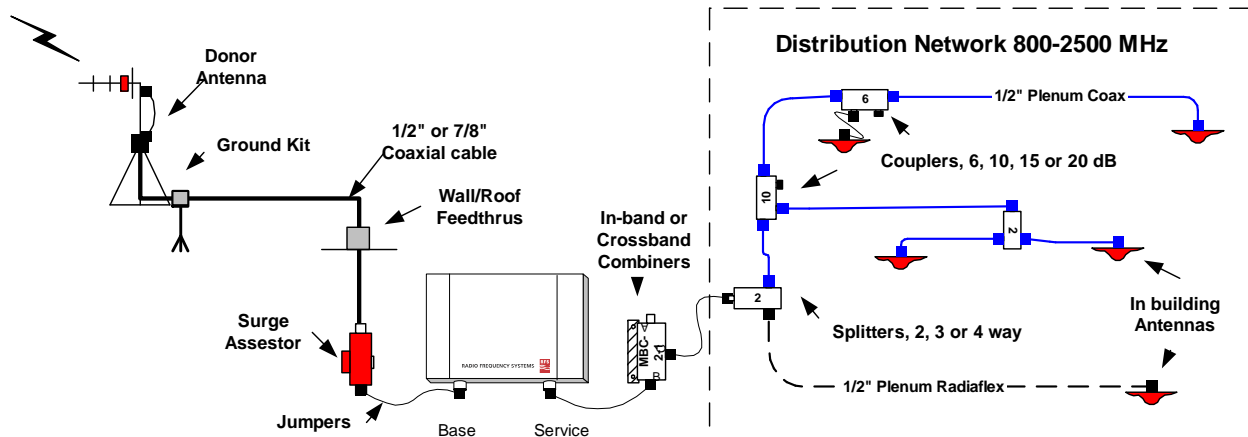 Distribution Network 800-2500 MHz
Donor
Antenna
Ground Kit
1/2" or 7/8"
Coaxial cable
Wall/Roof
Feedthrus
In-band or
Crossband
Combiners
Surge
Assestor
Jumpers
RADIO FREQUENCY SYSTEMS
Base
Service
MBC-
2-1
A
B
6
1/2" Plenum Coax
Couplers, 6, 10, 15 or 20 dB
10
2
2
Splitters, 2, 3 or 4 way
In building
Antennas
1/2" Plenum Radiaflex